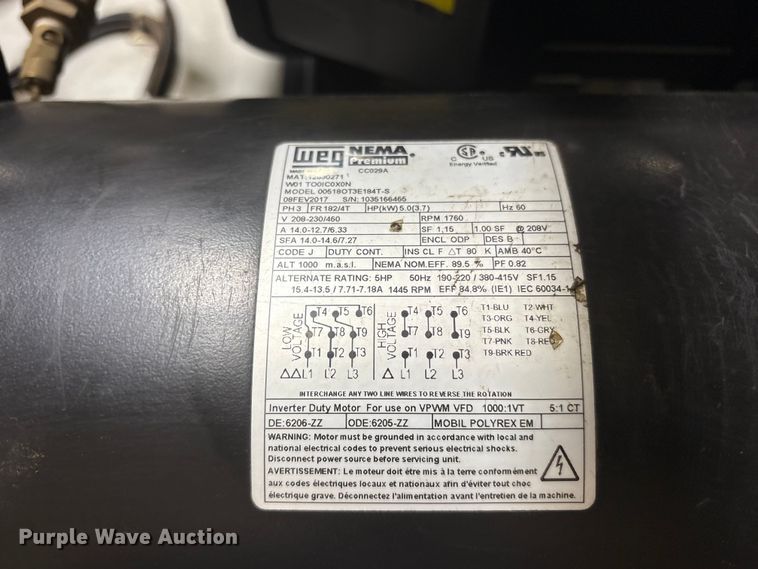 WEG NEMA Premium
CC029A
C SA US
Energy Verified
c RU us
MAT:
W01 TO0IC0X0N
MODEL 00518OT3E184T-S
09FEV2017 S/N: 1035166465
PH 3 FR 182/4T HP(kW) 5.0(3.7) Hz 60
V 208-230/460 RPM 1760
A 14.0-12.7/6.33 SF 1.15 1.00 SF @ 208V
SFA 14.0-14.6/7.27 ENCL ODP DES B
CODE J DUTY CONT. INS CL F △T 80 K AMB 40°C
ALT 1000 m.a.s.l. NEMA NOM.EFF. 89.5 % PF 0.82
ALTERNATE RATING: 5HP 50Hz 190-220 / 380-415V SF1.15
15.4-13.5 / 7.71-7.18A 1445 RPM EFF 84.8% (IE1) IEC 60034-1
LOW VOLTAGE
T4 T5 T6
T7 T8 T9
T1 T2 T3
△△ L1 L2 L3
HIGH VOLTAGE
T4 T5 T6
T7 T8 T9
T1 T2 T3
△ L1 L2 L3
T1-BLU T2-WHT
T3-ORG T4-YEL
T5-BLK T6-GRY
T7-PNK T8-RED
T9-BRK RED
INTERCHANGE ANY TWO LINE WIRES TO REVERSE THE ROTATION
Inverter Duty Motor For use on VPWM VFD 1000:1VT 5:1 CT
DE:6206-ZZ ODE:6205-ZZ MOBIL POLYREX EM
WARNING: Motor must be grounded in accordance with local and
national electrical codes to prevent serious electrical shocks.
Disconnect power source before servicing unit.
AVERTISSEMENT: Le moteur doit être mis à la terre conformément
aux codes électriques locaux et nationaux afin d'éviter tout choc
électrique grave. Déconnectez l'alimentation avant l'entretien de la machine.
Purple Wave Auction